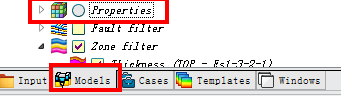 Properties
Fault filter
Zone filter
Thickness (TOP - Es1-3-2-1)
Input Models Cases Templates Windows